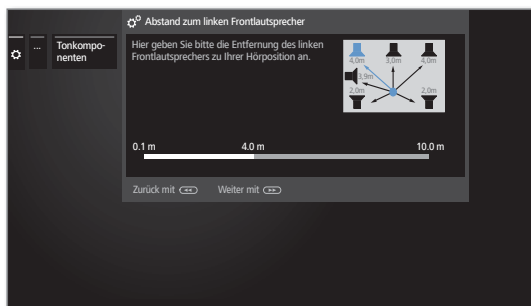 Abstand zum linken Frontlautsprecher
...
Tonkompo-
nenten
Hier geben Sie bitte die Entfernung des linken
Frontlautsprechers zu Ihrer Hörposition an.
4,0m 3,0m 4,0m
3,9m
2,0m 2,0m
0.1 m 4.0 m 10.0 m
Zurück mit Weiter mit